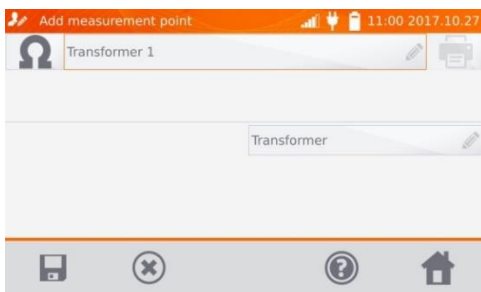 Add measurement point 11:00 2017.10.27
Ω Transformer 1
Transformer
?